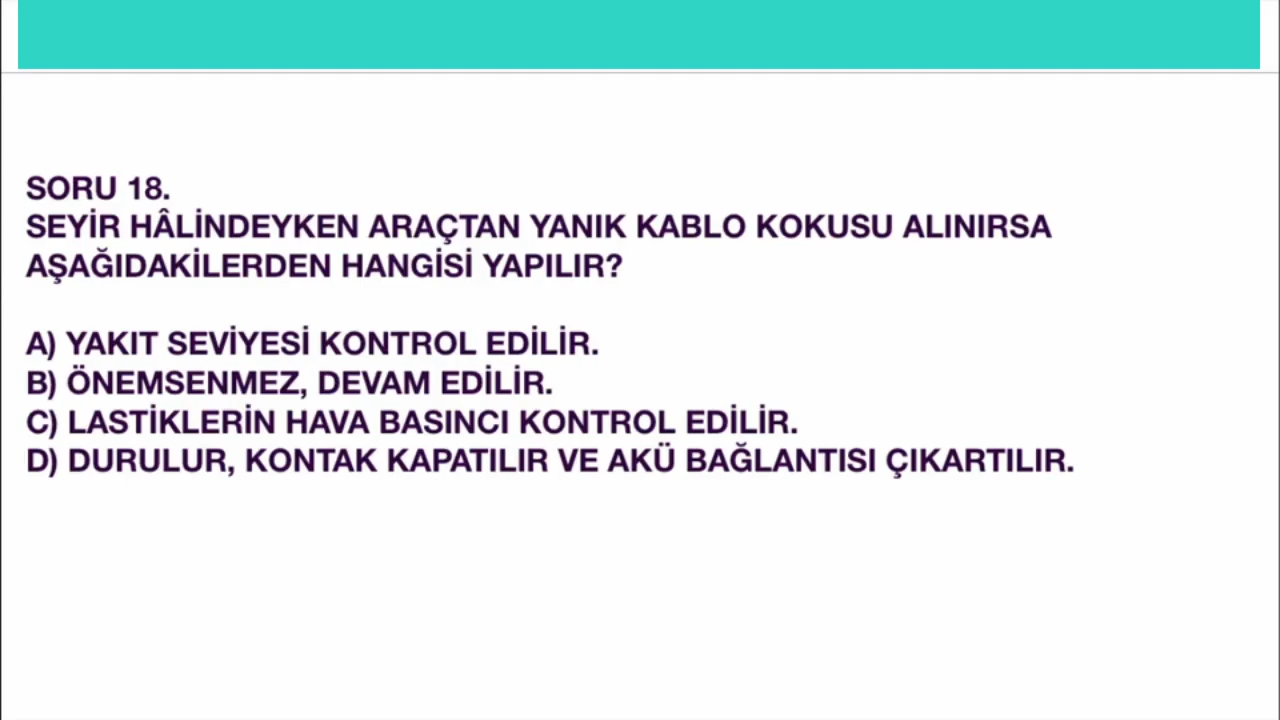 SORU 18.
SEYİR HÂLİNDEYKEN ARAÇTAN YANIK KABLO KOKUSU ALINIRSA
AŞAĞIDAKİLERDEN HANGİSİ YAPILIR?
A) YAKIT SEVİYESİ KONTROL EDİLİR.
B) ÖNEMSENMEZ, DEVAM EDİLİR.
C) LASTİKLERİN HAVA BASINCI KONTROL EDİLİR.
D) DURULUR, KONTAK KAPATILIR VE AKÜ BAĞLANTISI ÇIKARTILIR.